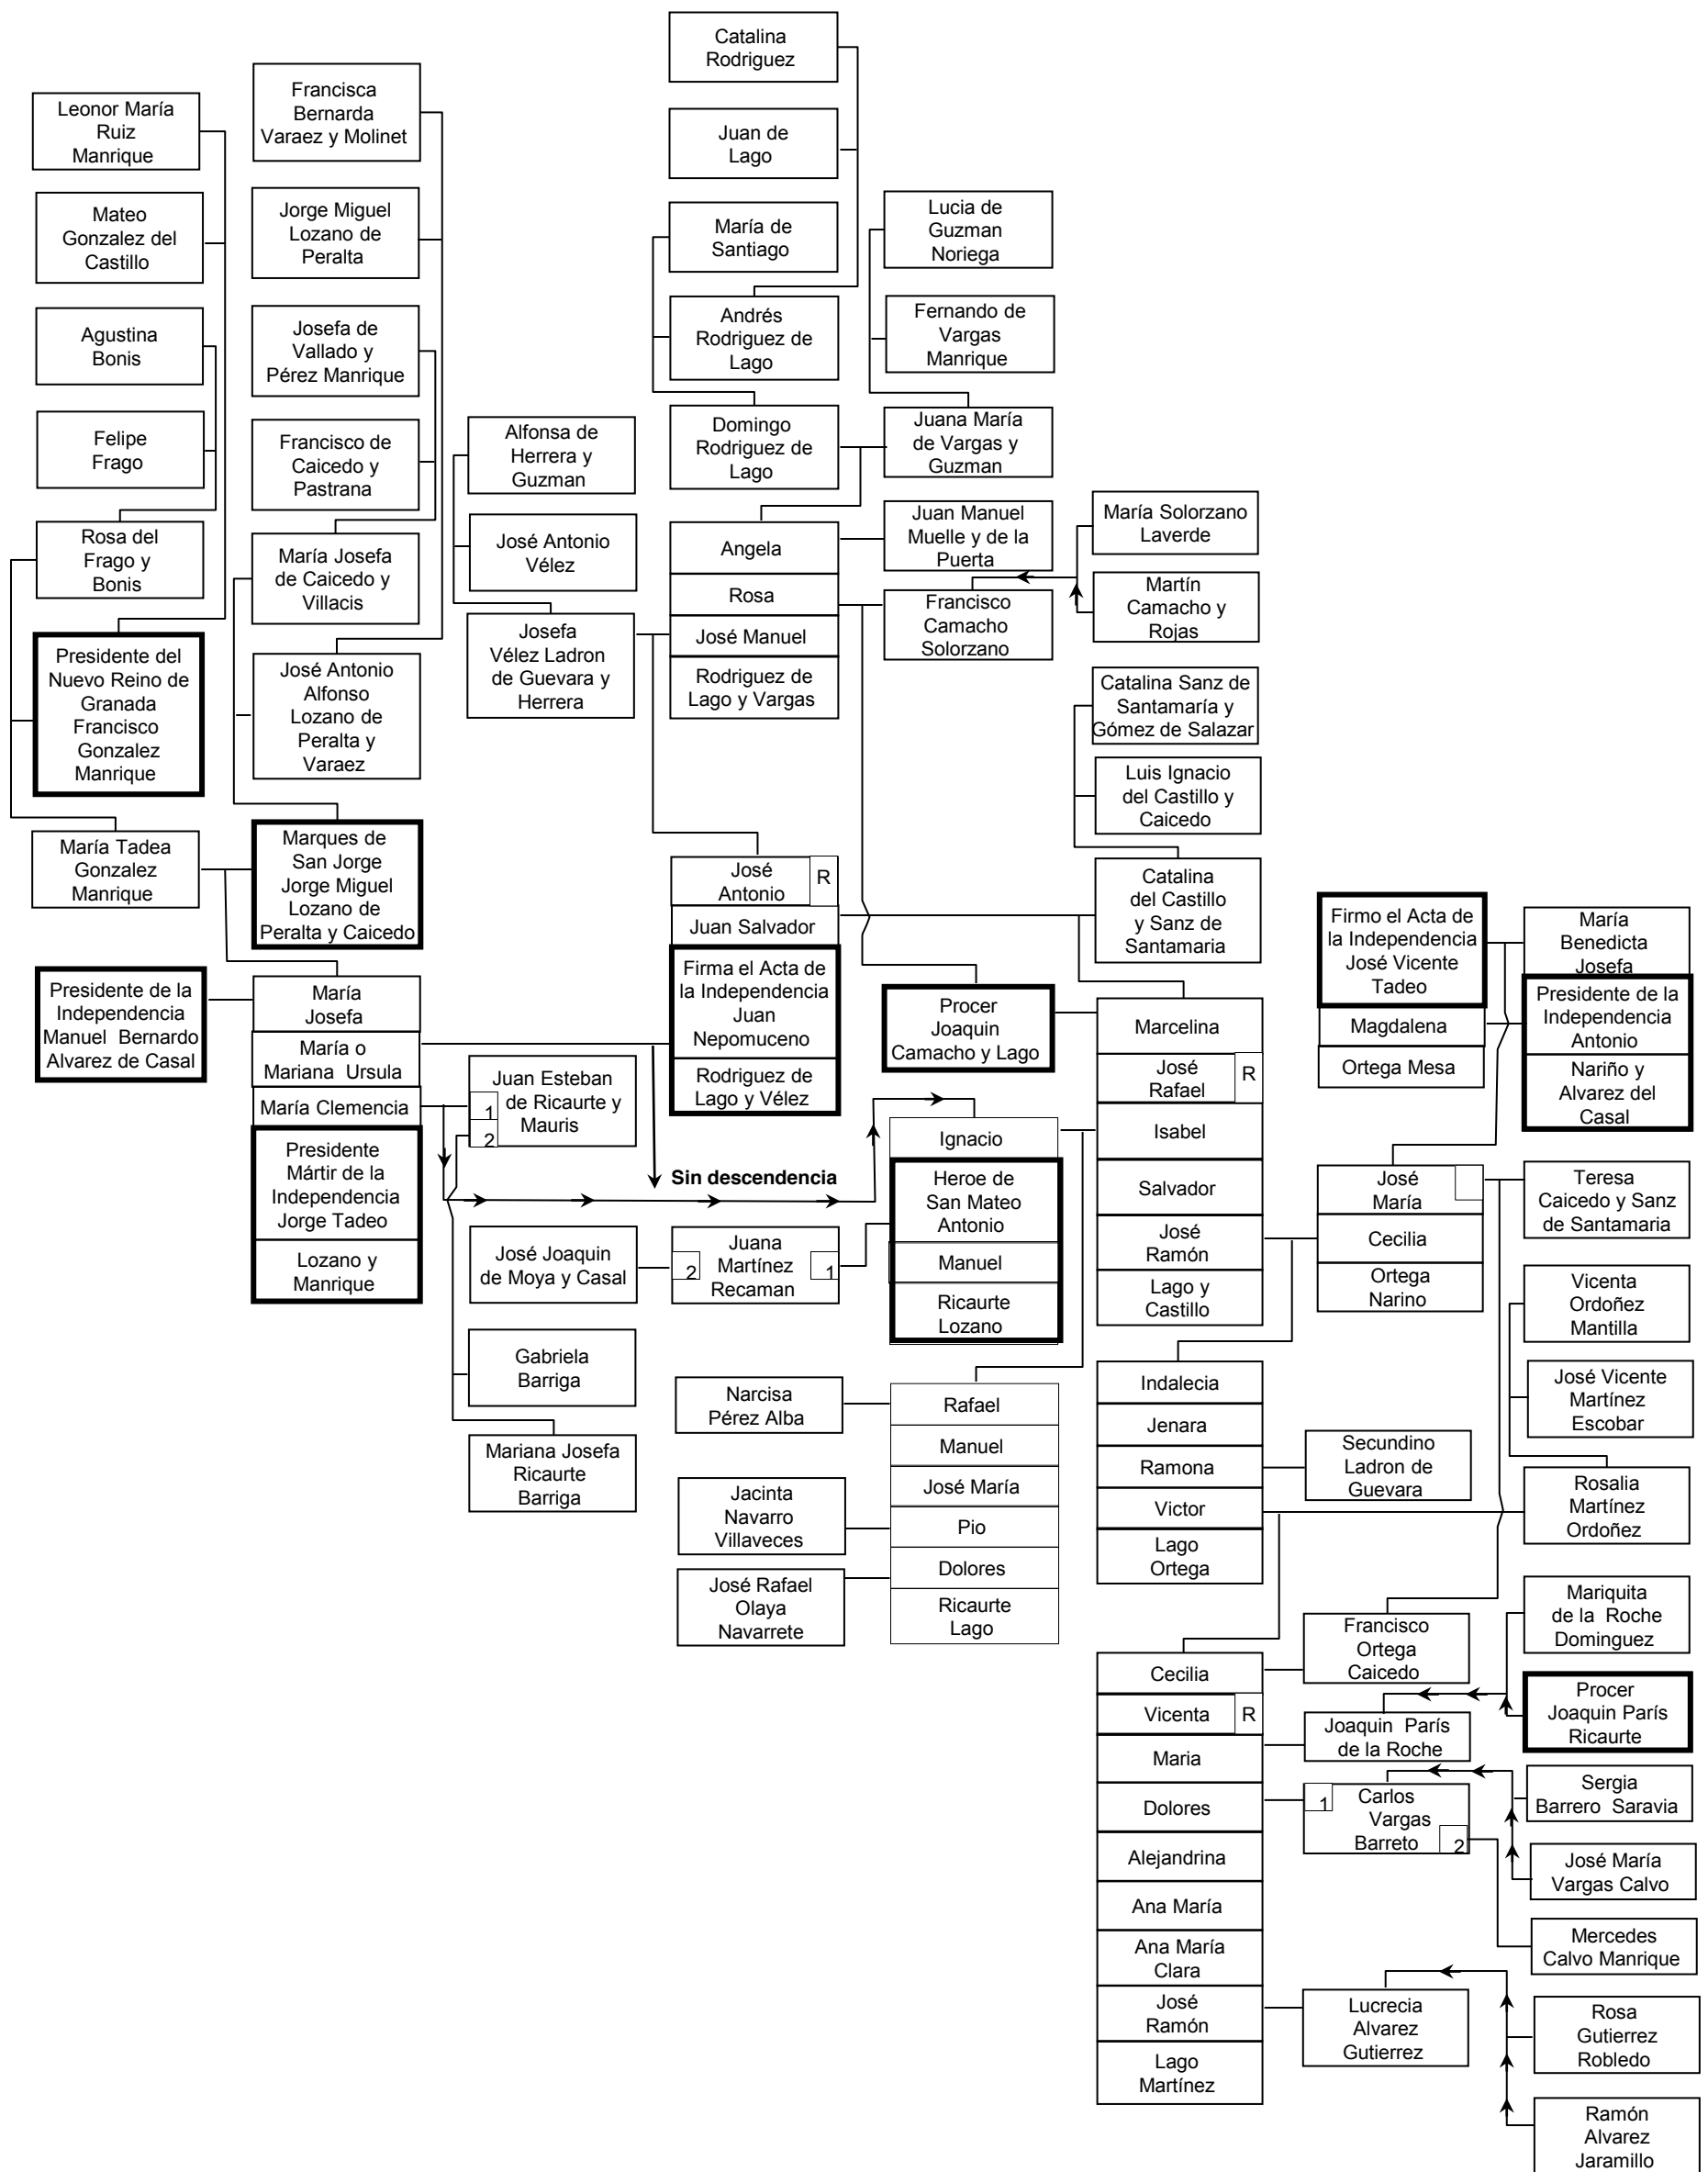 Catalina
Rodriguez
Francisca
Bernarda
Varaez y Molinet
Leonor María
Ruiz
Manrique
Juan de
Lago
Mateo
Gonzalez del
Castillo
Jorge Miguel
Lozano de
Peralta
María de
Santiago
Lucia de
Guzman
Noriega
Agustina
Bonis
Josefa de
Vallado y
Pérez Manrique
Andrés
Rodriguez de
Lago
Fernando de
Vargas
Manrique
Felipe
Frago
Francisco de
Caicedo y
Pastrana
Alfonsa de
Herrera y
Guzman
Domingo
Rodriguez de
Lago
Juana María
de Vargas y
Guzman
Rosa del
Frago y
Bonis
María Josefa
de Caicedo y
Villacis
José Antonio
Vélez
Angela
Rosa
José Manuel
Rodriguez de
Lago y Vargas
Juan Manuel
Muelle y de la
Puerta
María Solorzano
Laverde
Francisco
Camacho
Solorzano
Martín
Camacho y
Rojas
Josefa
Vélez Ladron
de Guevara y
Herrera
Presidente del
Nuevo Reino de
Granada
Francisco
Gonzalez
Manrique
José Antonio
Alfonso
Lozano de
Peralta y
Varaez
Catalina Sanz de
Santamaría y
Gómez de Salazar
Luis Ignacio
del Castillo y
Caicedo
María Tadea
Gonzalez
Manrique
Marques de
San Jorge
Jorge Miguel
Lozano de
Peralta y Caicedo
José
Antonio
R
Juan Salvador
Firma el Acta de
la Independencia
Juan
Nepomuceno
Rodriguez de
Lago y Vélez
Catalina
del Castillo
y Sanz de
Santamaria
Firmo el Acta de
la Independencia
José Vicente
Tadeo
Magdalena
Ortega Mesa
María
Benedicta
Josefa
Presidente de la
Independencia
Antonio
Nariño y
Alvarez del
Casal
Presidente de la
Independencia
Manuel Bernardo
Alvarez de Casal
María
Josefa
María o
Mariana Ursula
María Clemencia
Presidente
Mártir de la
Independencia
Jorge Tadeo
Lozano y
Manrique
Juan Esteban
de Ricaurte y
Mauris
1
2
Procer
Joaquin
Camacho y Lago
Marcelina
José
Rafael
R
Isabel
Salvador
José
Ramón
Lago y
Castillo
Sin descendencia
Ignacio
Heroe de
San Mateo
Antonio
Manuel
Ricaurte
Lozano
José
María
Cecilia
Ortega
Narino
Teresa
Caicedo y Sanz
de Santamaria
José Joaquin
de Moya y Casal
Juana
Martínez
Recaman
2
1
Vicenta
Ordoñez
Mantilla
Gabriela
Barriga
José Vicente
Martínez
Escobar
Mariana Josefa
Ricaurte
Barriga
Narcisa
Pérez Alba
Rafael
Manuel
José María
Pio
Dolores
Ricaurte
Lago
Jacinta
Navarro
Villaveces
José Rafael
Olaya
Navarrete
Indalecia
Jenara
Ramona
Victor
Lago
Ortega
Secundino
Ladron de
Guevara
Rosalia
Martínez
Ordoñez
Mariquita
de la Roche
Dominguez
Francisco
Ortega
Caicedo
Cecilia
Vicenta
R
Maria
Dolores
Alejandrina
Ana María
Ana María
Clara
José
Ramón
Lago
Martínez
Procer
Joaquin París
Ricaurte
Joaquin París
de la Roche
Carlos
Vargas
Barreto
1
2
Sergia
Barrero Saravia
José María
Vargas Calvo
Mercedes
Calvo Manrique
Lucrecia
Alvarez
Gutierrez
Rosa
Gutierrez
Robledo
Ramón
Alvarez
Jaramillo